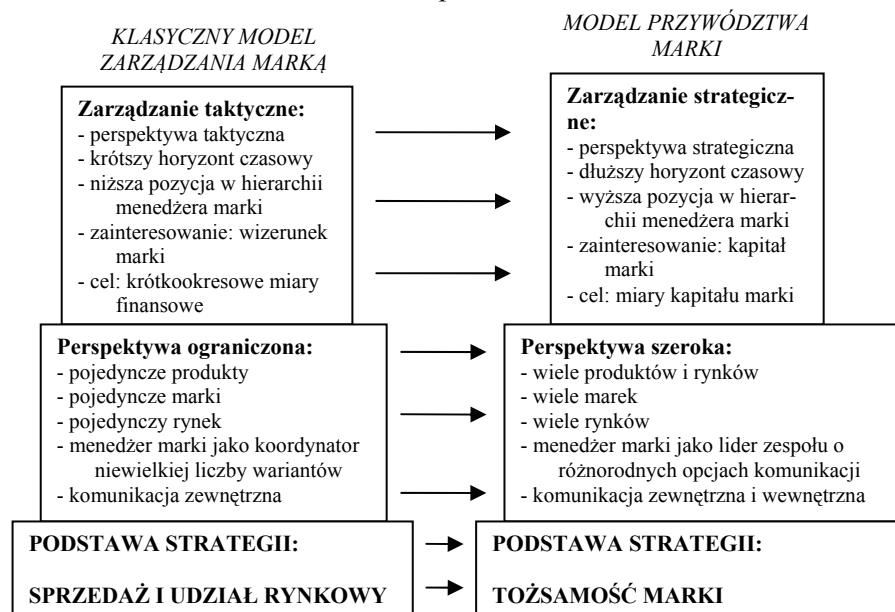 KLASYCZNY MODEL
ZARZĄDZANIA MARKĄ
MODEL PRZYWÓDZTWA
MARKI
Zarządzanie taktyczne:
- perspektywa taktyczna
- krótszy horyzont czasowy
- niższa pozycja w hierarchii
menedżera marki
- zainteresowanie: wizerunek
marki
- cel: krótkookresowe miary
finansowe
Zarządzanie strategicz-
ne:
- perspektywa strategiczna
- dłuższy horyzont czasowy
- wyższa pozycja w hierar-
chii menedżera marki
- zainteresowanie: kapitał
marki
- cel: miary kapitału marki
Perspektywa ograniczona:
- pojedyncze produkty
- pojedyncze marki
- pojedynczy rynek
- menedżer marki jako koordynator
niewielkiej liczby wariantów
- komunikacja zewnętrzna
Perspektywa szeroka:
- wiele produktów i rynków
- wiele marek
- wiele rynków
- menedżer marki jako lider zespołu o
różnorodnych opcjach komunikacji
- komunikacja zewnętrzna i wewnętrzna
PODSTAWA STRATEGII:
SPRZEDAŻ I UDZIAŁ RYNKOWY
PODSTAWA STRATEGII:
TOŻSAMOŚĆ MARKI